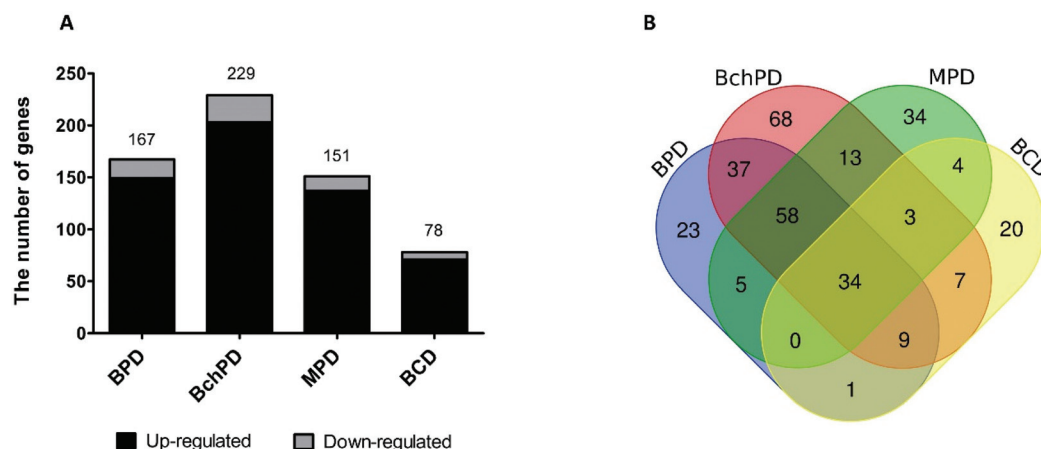 A
The number of genes
250
200
150
100
50
0
167
229
151
78
BPD
BchPD
MPD
BCD
Up-regulated
Down-regulated
B
BchPD
MPD
BPD
BCD
68
34
37
13
4
23
58
3
20
5
34
7
0
9
1